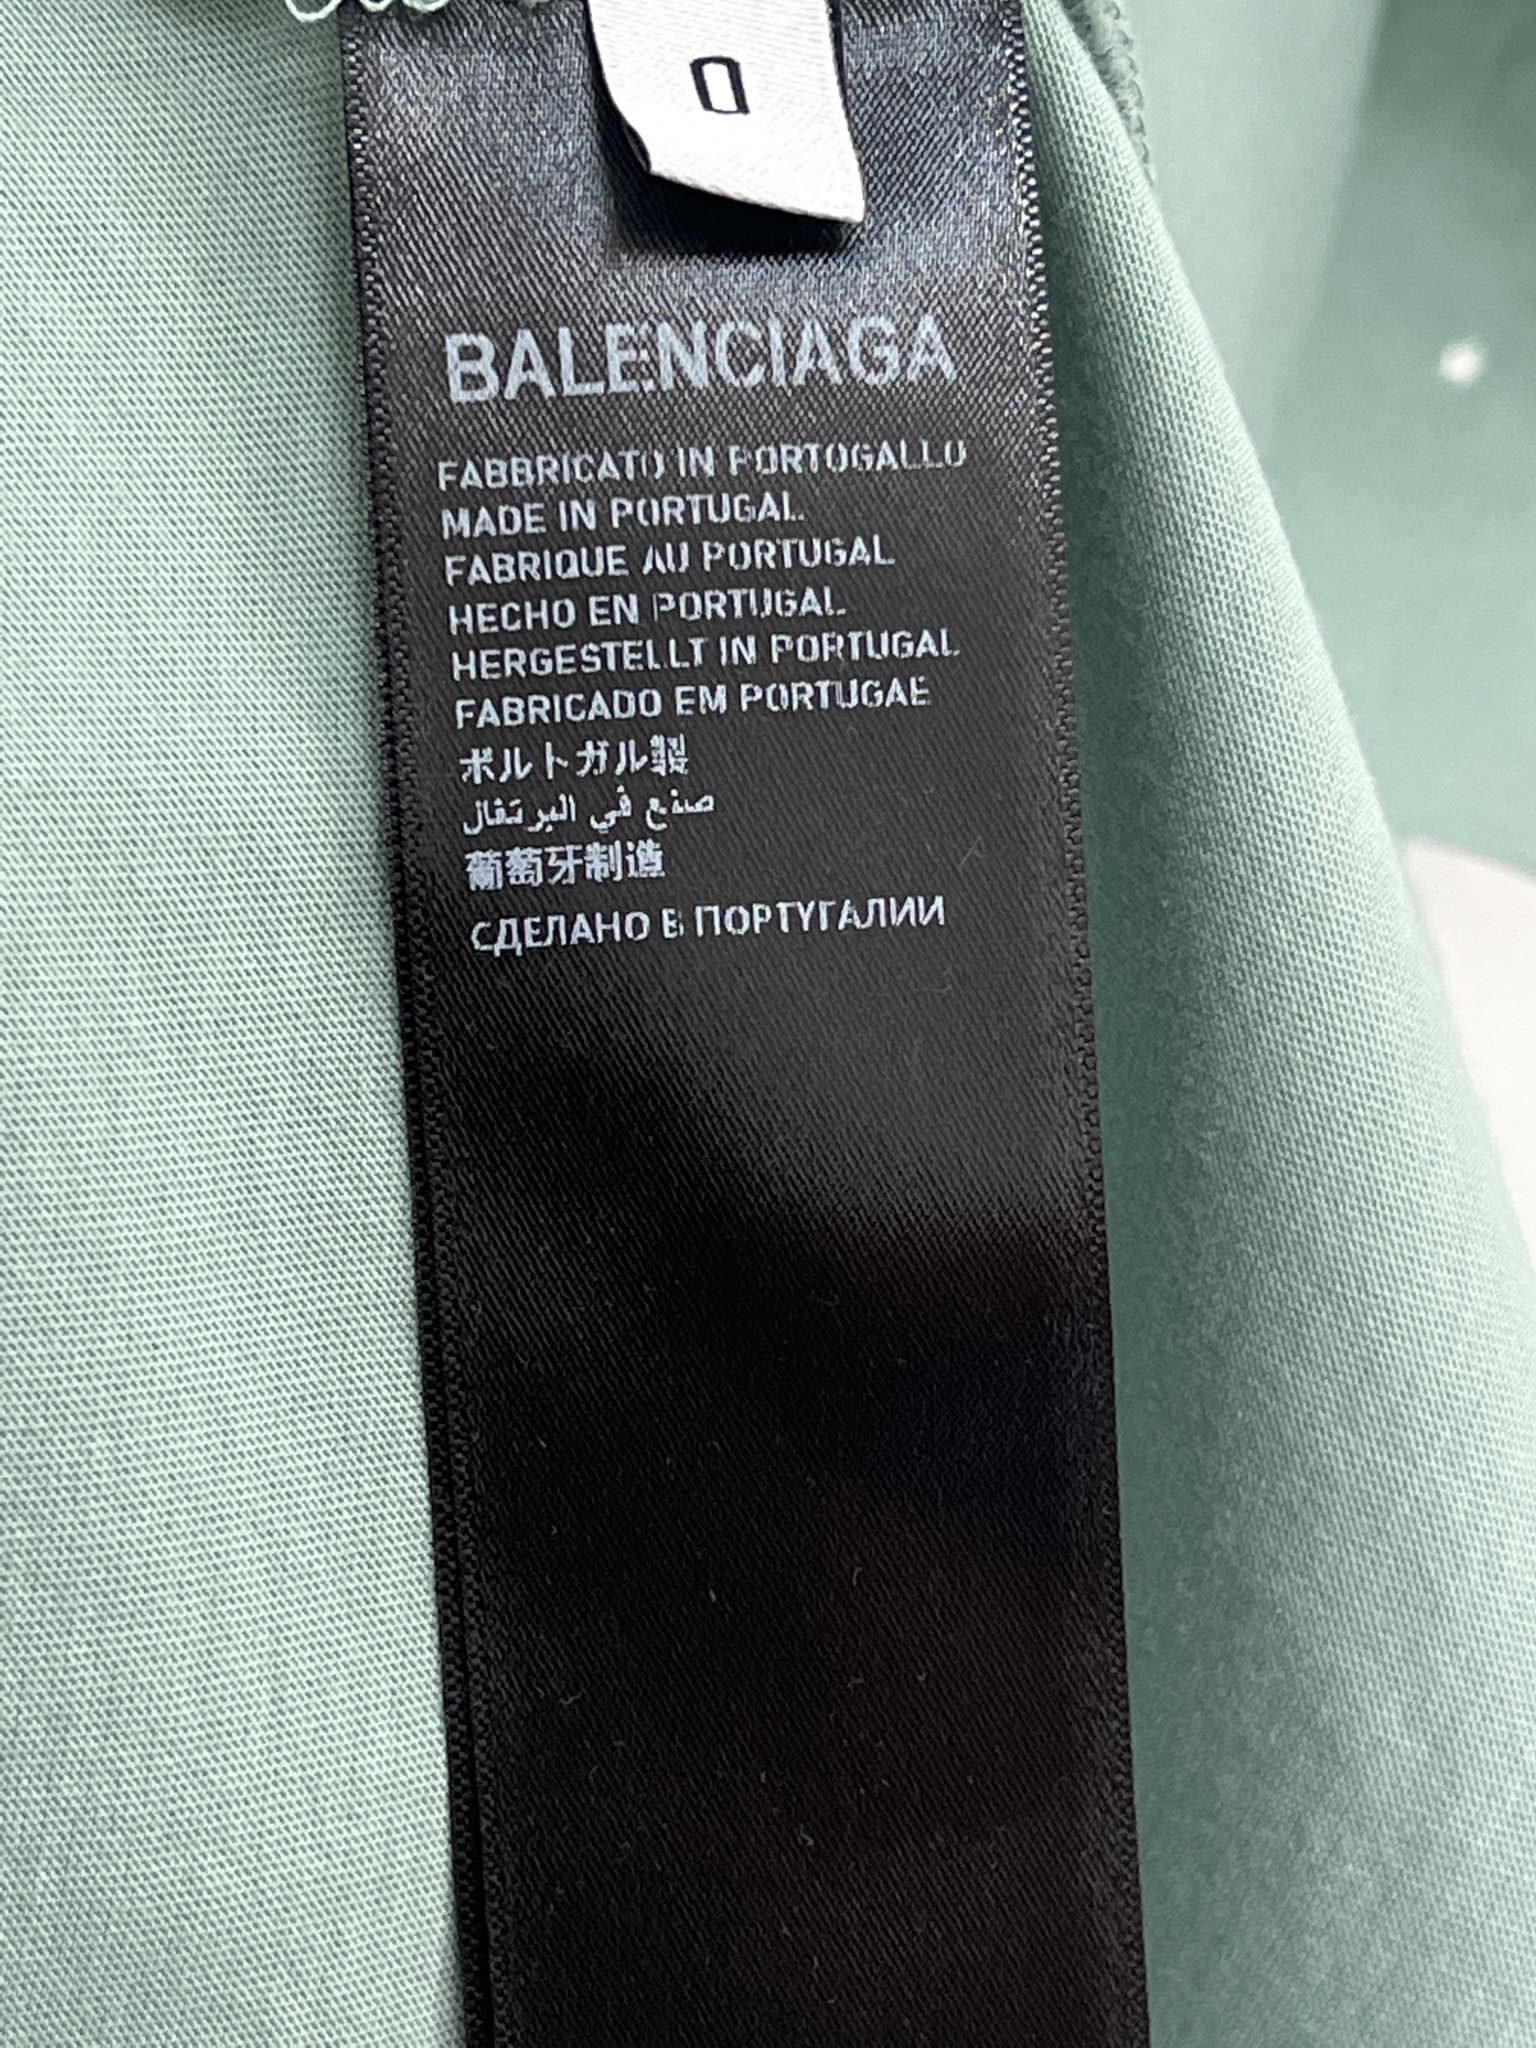 0
BALENCIAGA
FABBRICATO IN PORTOGALLO
MADE IN PORTUGAL
FABRIQUE AU PORTUGAL
HECHO EN PORTUGAL
HERGESTELLT IN PORTUGAL
FABRICADO EM PORTUGAE
ポルトガル製
صنع في البرتقال
葡萄牙制造
СДЕЛАНО В ПОРТУГАЛИИ